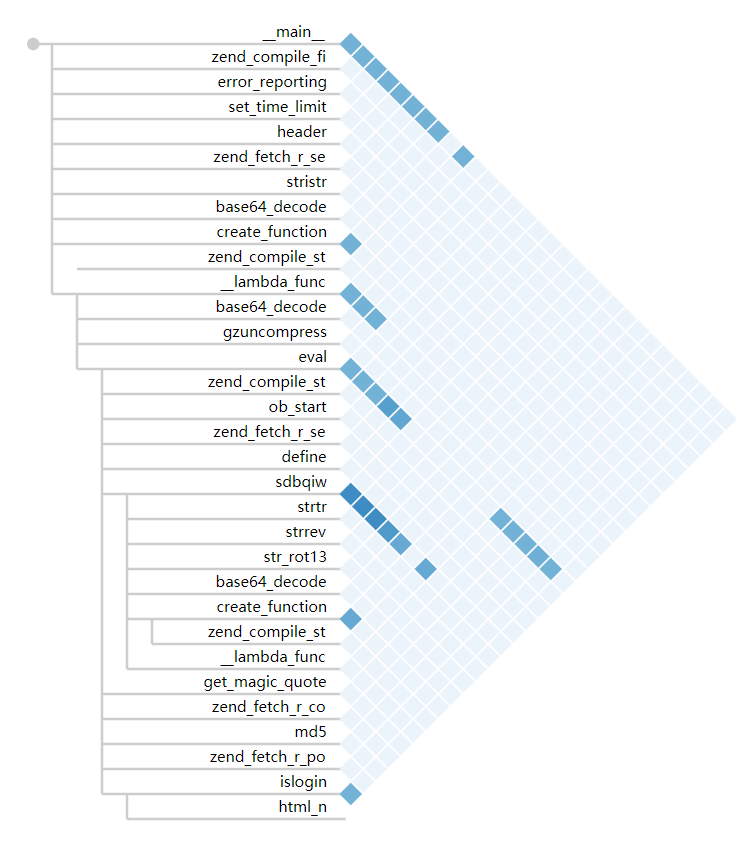 __main__
zend_compile_fi
error_reporting
set_time_limit
header
zend_fetch_r_se
stristr
base64_decode
create_function
zend_compile_st
__lambda_func
base64_decode
gzuncompress
eval
zend_compile_st
ob_start
zend_fetch_r_se
define
sdbqiw
strtr
strrev
str_rot13
base64_decode
create_function
zend_compile_st
__lambda_func
get_magic_quote
zend_fetch_r_co
md5
zend_fetch_r_po
islogin
html_n